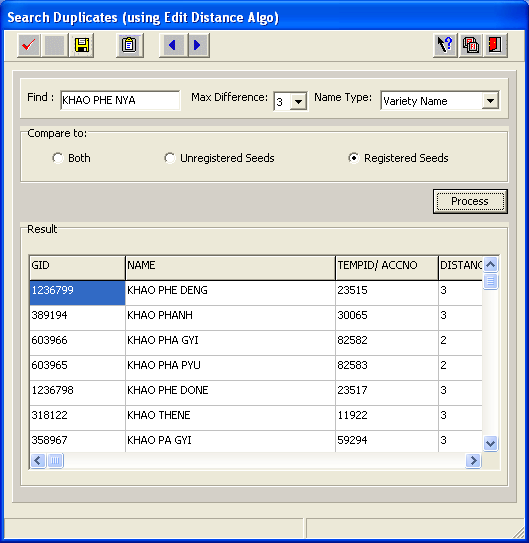 Search Duplicates (using Edit Distance Algo)
Find : KHAO PHE NYA Max Difference: 3 Name Type: Variety Name
Compare to:
Both Unregistered Seeds Registered Seeds
Process
Result
GID NAME TEMPID/ ACCNO DISTANC
1236799 KHAO PHE DENG 23515 3
389194 KHAO PHANH 30065 3
603966 KHAO PHA GYI 82582 2
603965 KHAO PHA PYU 82583 2
1236798 KHAO PHE DONE 23517 3
318122 KHAO THENE 11922 3
358967 KHAO PA GYI 59294 3